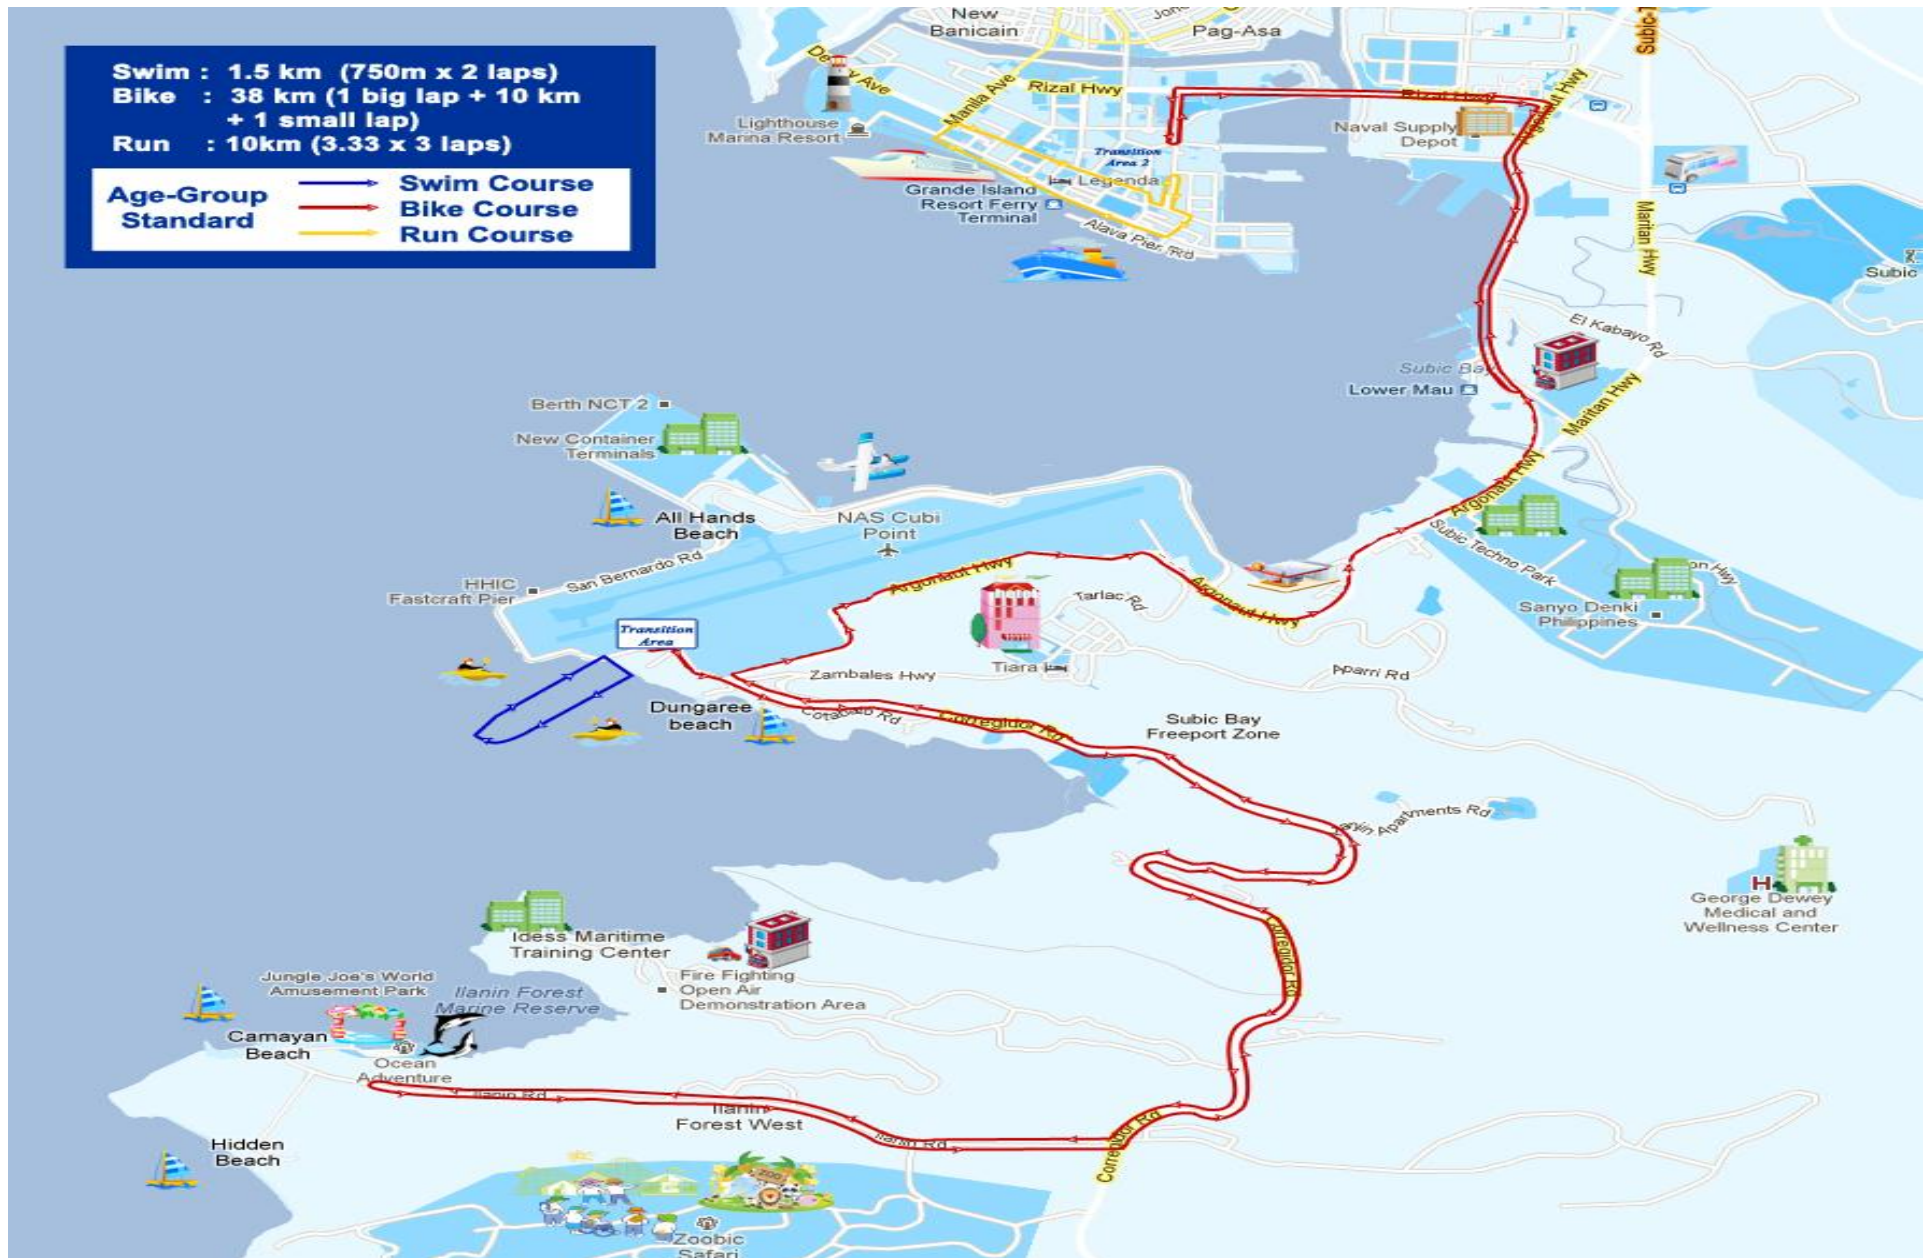 Swim : 1.5 km (750m x 2 laps)
Bike : 38 km (1 big lap + 10 km
+ 1 small lap)
Run : 10km (3.33 x 3 laps)
Age-Group
Standard
Swim Course
Bike Course
Run Course
New
Banicain
Pag-Asa
Subic-T
Rizal Hwy
Rizal Hwy
Manila Ave
Argonaut Hwy
Lighthouse
Marina Resort
Naval Supply
Depot
Transition
Area 2
Legenda
Grande Island
Resort Ferry
Terminal
Alava Pier Rd
Maritan Hwy
Subic
El Kabayo Rd
Subic Bay
Lower Mau
Maritan Hwy
Berth NCT 2
New Container
Terminals
All Hands
Beach
NAS Cubi
Point
Argonaut Hwy
Subic Techno Park
San Bernardo Rd
HHIC
Fastcraft Pier
Argonaut Hwy
Argonaut Hwy
Tarlac Rd
on Hwy
Sanyo Denki
Philippines
Transition
Area
Tiara
Zambales Hwy
Aparri Rd
Dungaree
beach
Cotabato Rd
Corregidor Rd
Subic Bay
Freeport Zone
Apartments Rd
George Dewey
Medical and
Wellness Center
H
Idess Maritime
Training Center
Corregidor Rd
Fire Fighting
Open Air
Demonstration Area
Jungle Joe's World
Amusement Park
Ilanin Forest
Marine Reserve
Camayan
Beach
Ocean
Adventure
Ilanin Rd
Ilanin
Forest West
Ilanin Rd
Corregidor Rd
Hidden
Beach
ZOO
Zoobic
Safari